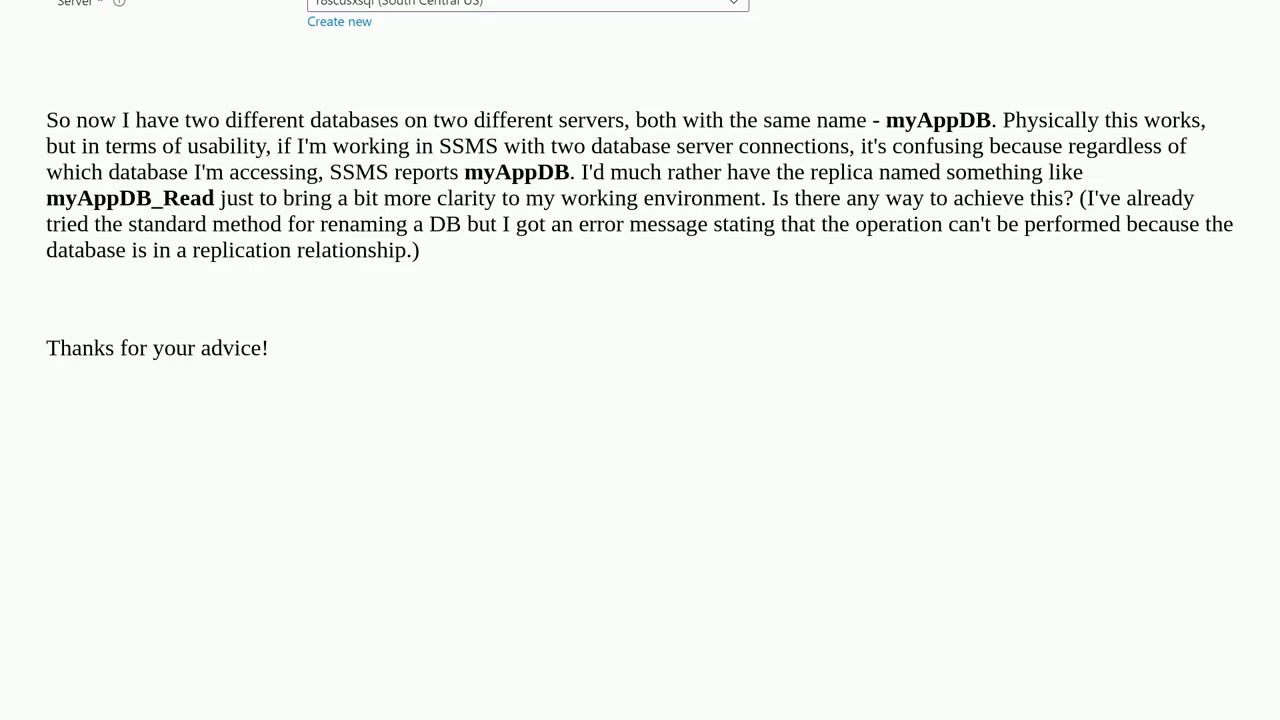 Server *
(South Central US)
Create new
So now I have two different databases on two different servers, both with the same name - myAppDB. Physically this works,
but in terms of usability, if I'm working in SSMS with two database server connections, it's confusing because regardless of
which database I'm accessing, SSMS reports myAppDB. I'd much rather have the replica named something like
myAppDB_Read just to bring a bit more clarity to my working environment. Is there any way to achieve this? (I've already
tried the standard method for renaming a DB but I got an error message stating that the operation can't be performed because the
database is in a replication relationship.)
Thanks for your advice!